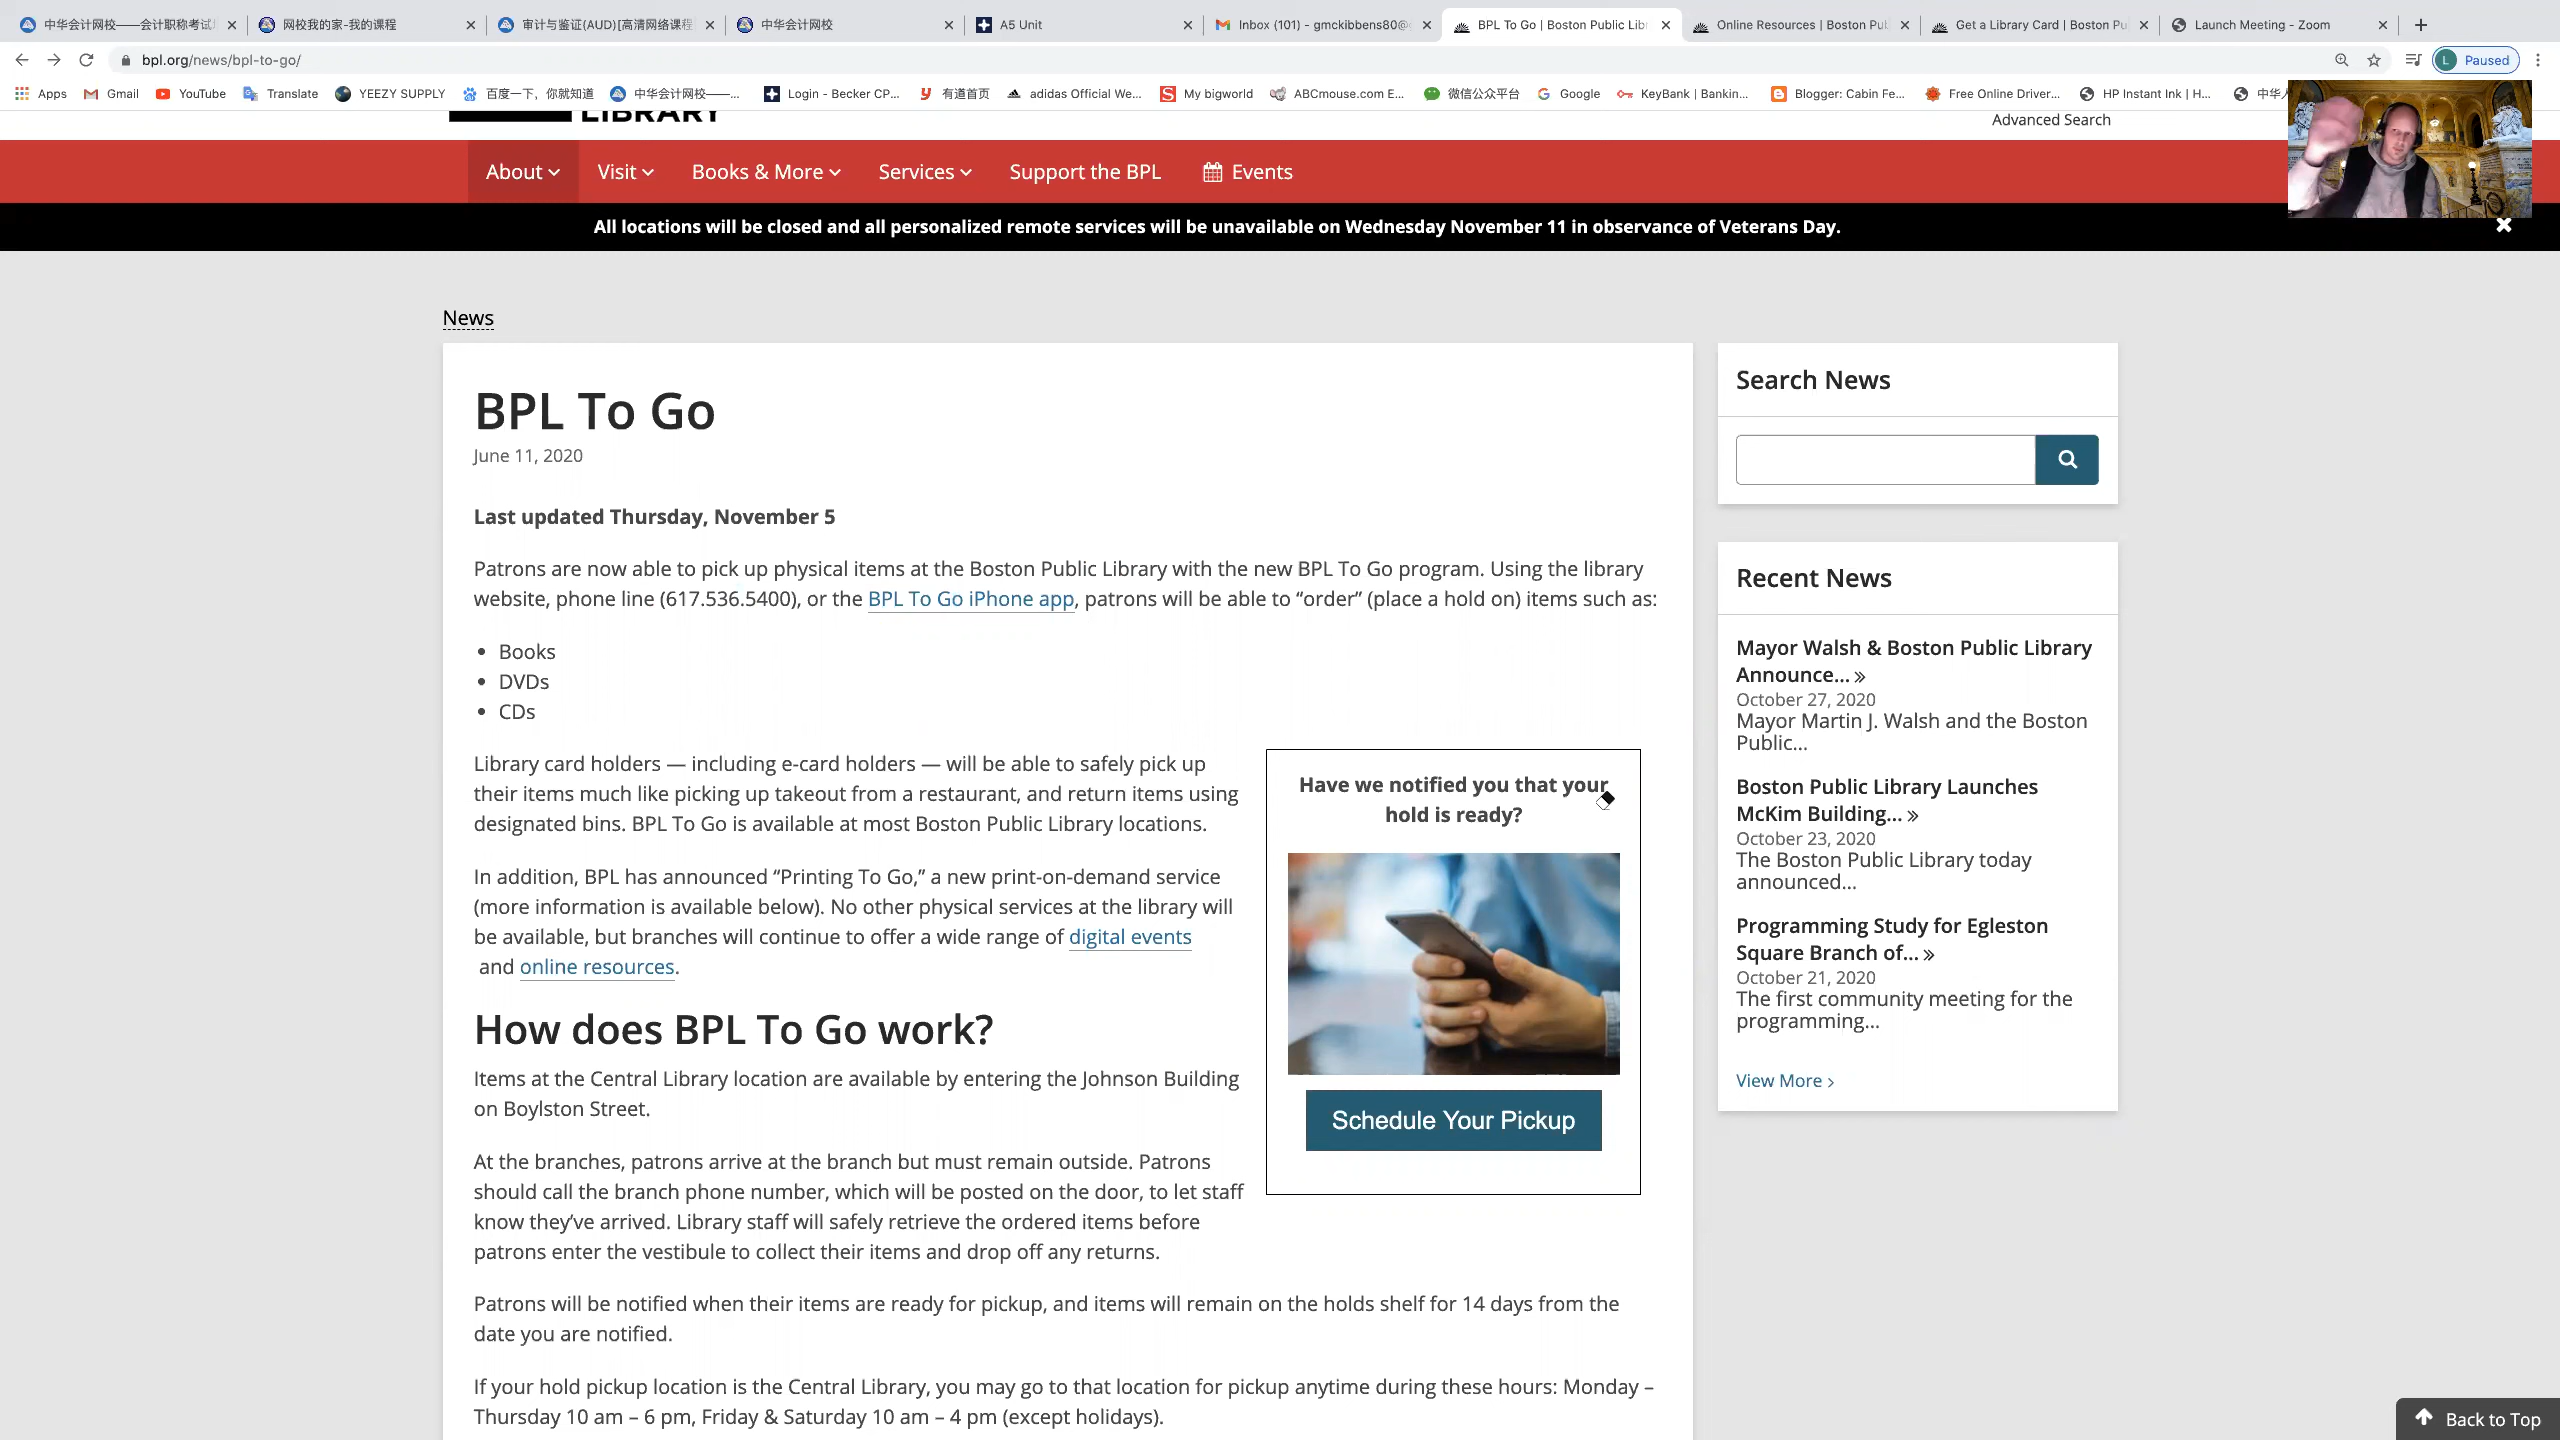 中华会计网校——会计职称考试
网校我的家-我的课程
审计与鉴证(AUD)[高清网络课程
中华会计网校
A5 Unit
Inbox (101) - gmckibbens80@
BPL To Go | Boston Public Libr
Online Resources | Boston Pub
Get a Library Card | Boston Pu
Launch Meeting - Zoom
bpl.org/news/bpl-to-go/
L Paused
Apps
Gmail
YouTube
Translate
YEEZY SUPPLY
百度一下，你就知道
中华会计网校——...
Login - Becker CP...
有道首页
adidas Official We...
My bigworld
ABCmouse.com E...
微信公众平台
Google
KeyBank | Bankin...
Blogger: Cabin Fe...
Free Online Driver...
HP Instant Ink | H...
中华
LIBRARY
Advanced Search
About
Visit
Books & More
Services
Support the BPL
Events
All locations will be closed and all personalized remote services will be unavailable on Wednesday November 11 in observance of Veterans Day.
News
BPL To Go
June 11, 2020
Last updated Thursday, November 5
Patrons are now able to pick up physical items at the Boston Public Library with the new BPL To Go program. Using the library
website, phone line (617.536.5400), or the BPL To Go iPhone app, patrons will be able to “order” (place a hold on) items such as:
• Books
• DVDs
• CDs
Library card holders — including e-card holders — will be able to safely pick up
their items much like picking up takeout from a restaurant, and return items using
designated bins. BPL To Go is available at most Boston Public Library locations.
In addition, BPL has announced “Printing To Go,” a new print-on-demand service
(more information is available below). No other physical services at the library will
be available, but branches will continue to offer a wide range of digital events
and online resources.
Have we notified you that your
hold is ready?
Schedule Your Pickup
How does BPL To Go work?
Items at the Central Library location are available by entering the Johnson Building
on Boylston Street.
At the branches, patrons arrive at the branch but must remain outside. Patrons
should call the branch phone number, which will be posted on the door, to let staff
know they’ve arrived. Library staff will safely retrieve the ordered items before
patrons enter the vestibule to collect their items and drop off any returns.
Patrons will be notified when their items are ready for pickup, and items will remain on the holds shelf for 14 days from the
date you are notified.
If your hold pickup location is the Central Library, you may go to that location for pickup anytime during these hours: Monday –
Thursday 10 am – 6 pm, Friday & Saturday 10 am – 4 pm (except holidays).
Search News
Recent News
Mayor Walsh & Boston Public Library
Announce... »
October 27, 2020
Mayor Martin J. Walsh and the Boston
Public...
Boston Public Library Launches
McKim Building... »
October 23, 2020
The Boston Public Library today
announced...
Programming Study for Egleston
Square Branch of... »
October 21, 2020
The first community meeting for the
programming...
View More ›
Back to Top